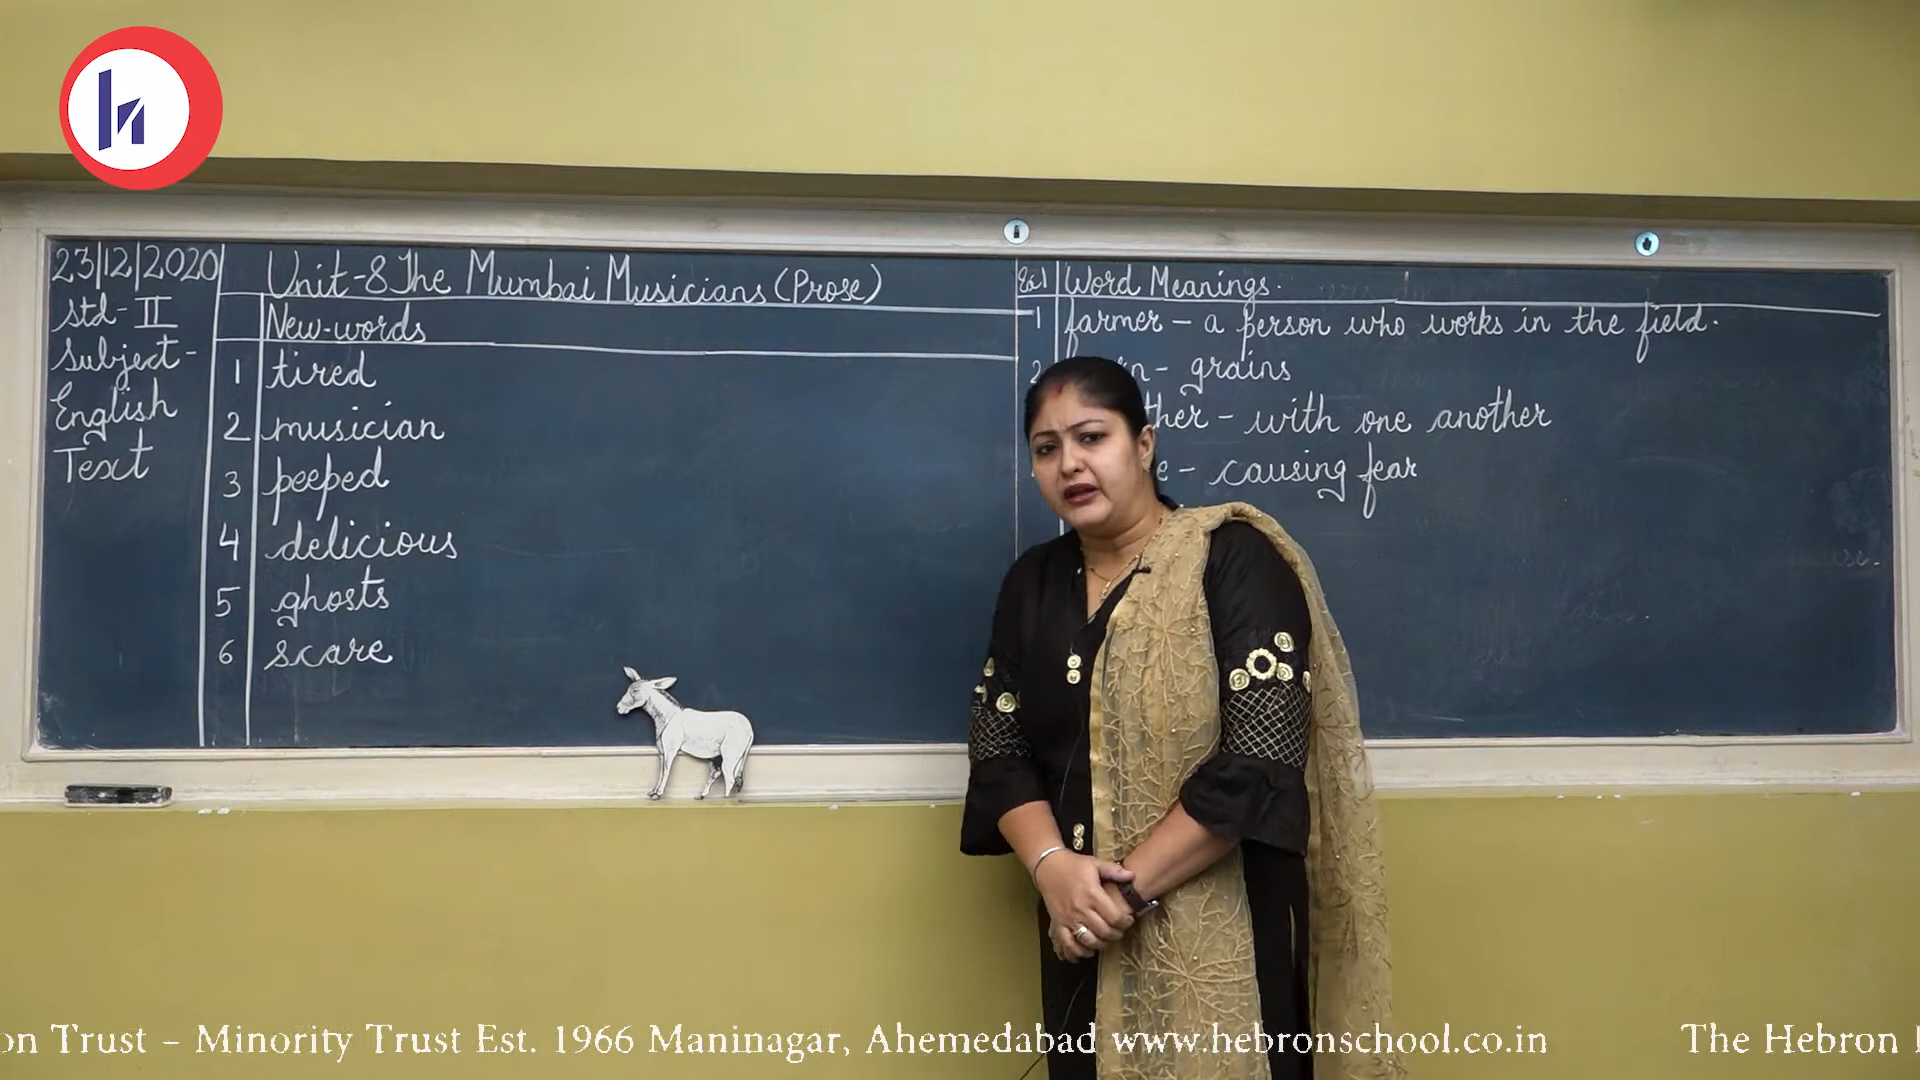 23|12|2020
Std- II
Subject-
English
Text
Unit-8 The Mumbai Musicians (Prose)
New-words
1 tired
2 musician
3 peeped
4 delicious
5 ghosts
6 scare
Word Meanings.
1 farmer - a person who works in the field.
2 - grains
- with one another
- causing fear
on Trust - Minority Trust Est. 1966 Maninagar, Ahemedabad www.hebronschool.co.in The Hebron